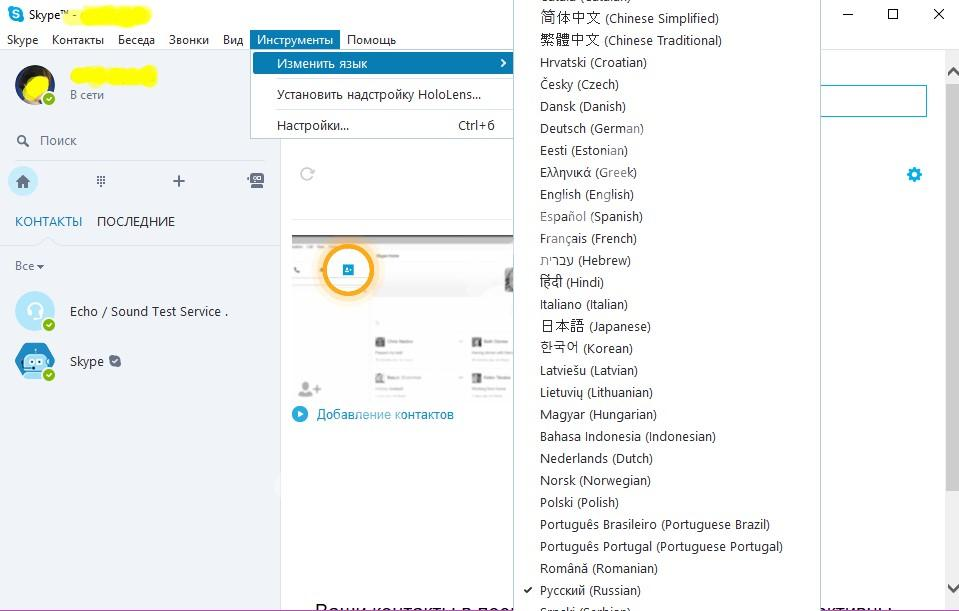 Skype™ -
Skype Контакты Беседа Звонки Вид Инструменты Помощь
Изменить язык
Установить надстройку HoloLens...
Настройки... Ctrl+б
В сети
Поиск
КОНТАКТЫ ПОСЛЕДНИЕ
Все
Echo / Sound Test Service .
Skype
Добавление контактов
简体中文 (Chinese Simplified)
繁體中文 (Chinese Traditional)
Hrvatski (Croatian)
Česky (Czech)
Dansk (Danish)
Deutsch (German)
Eesti (Estonian)
Ελληνικά (Greek)
English (English)
Español (Spanish)
Français (French)
עברית (Hebrew)
हिंदी (Hindi)
Italiano (Italian)
日本語 (Japanese)
한국어 (Korean)
Latviešu (Latvian)
Lietuvių (Lithuanian)
Magyar (Hungarian)
Bahasa Indonesia (Indonesian)
Nederlands (Dutch)
Norsk (Norwegian)
Polski (Polish)
Português Brasileiro (Portuguese Brazil)
Português Portugal (Portuguese Portugal)
Română (Romanian)
Русский (Russian)
Srpski (Serbian)
Ваши контакты в